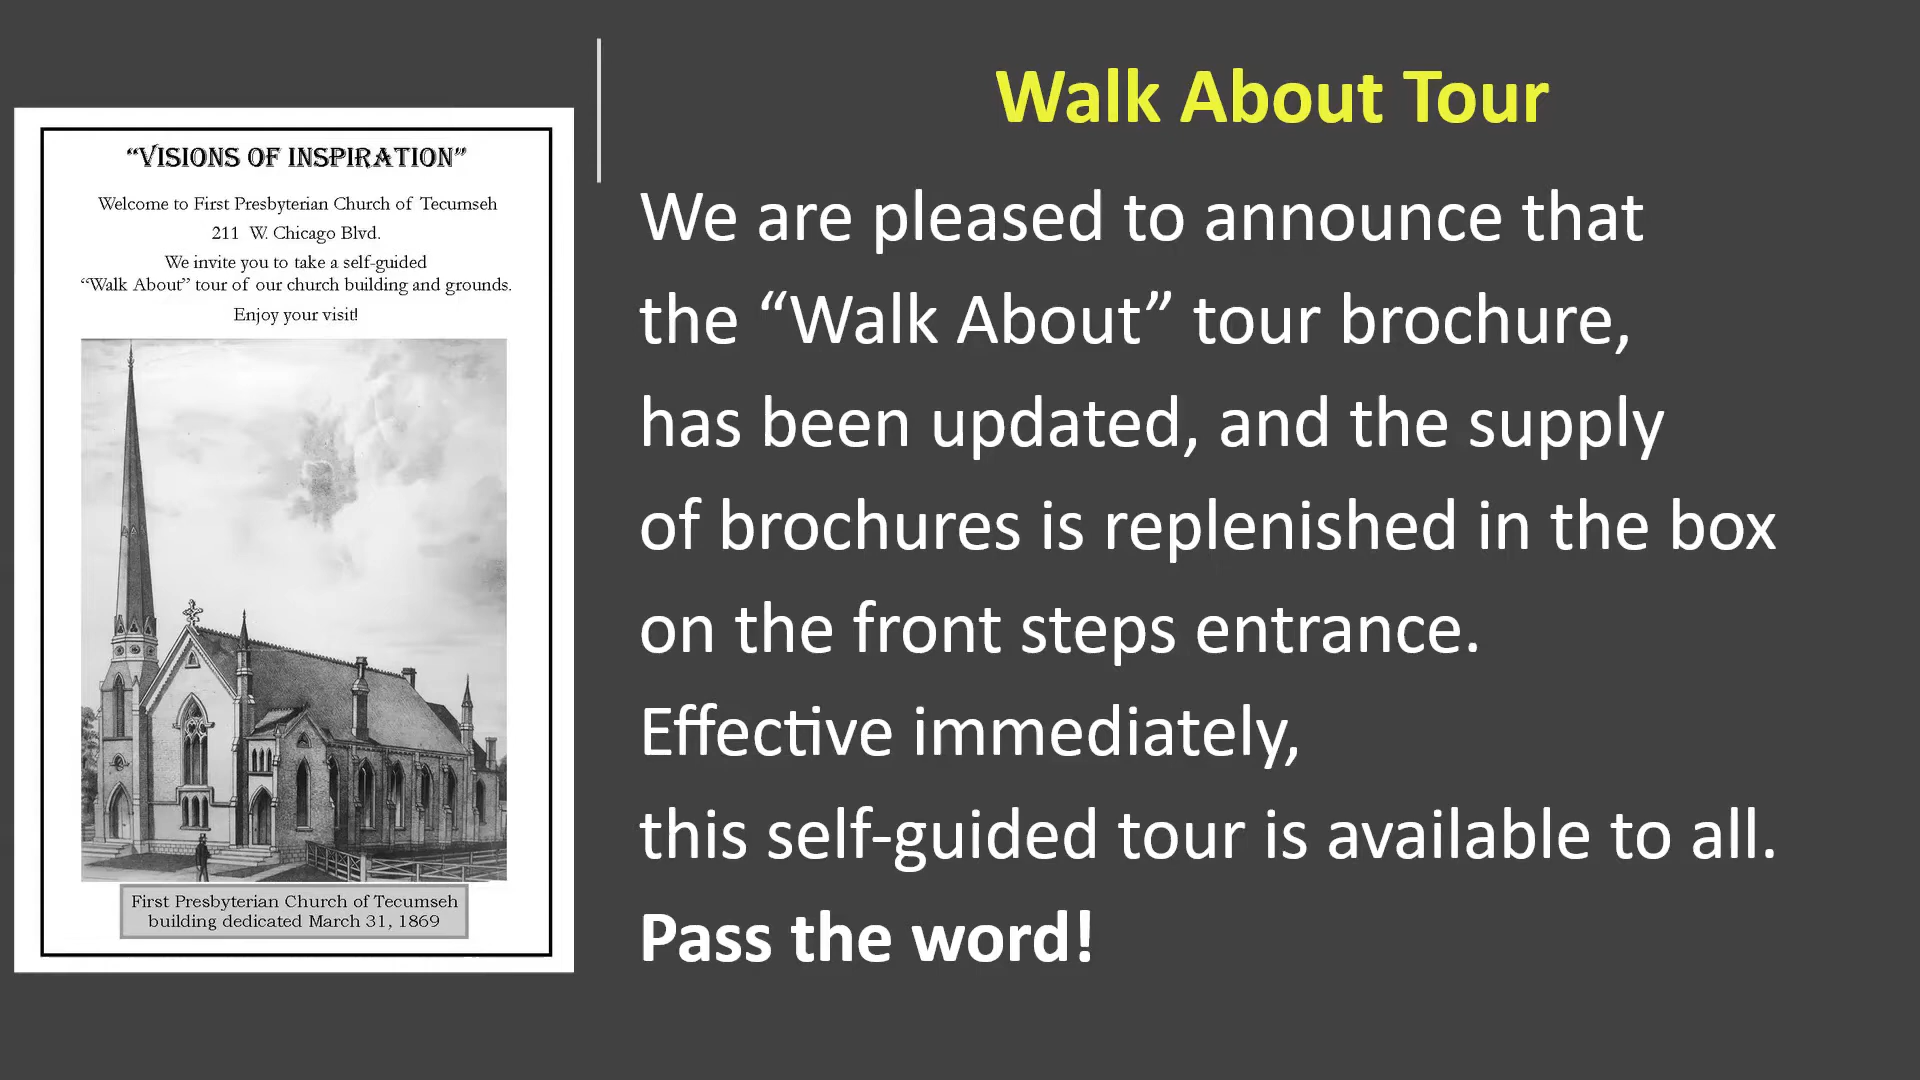 “VISIONS OF INSPIRATION”
Welcome to First Presbyterian Church of Tecumseh
211 W. Chicago Blvd.
We invite you to take a self-guided
“Walk About” tour of our church building and grounds.
Enjoy your visit!
First Presbyterian Church of Tecumseh
building dedicated March 31, 1869
Walk About Tour
We are pleased to announce that
the “Walk About” tour brochure,
has been updated, and the supply
of brochures is replenished in the box
on the front steps entrance.
Effective immediately,
this self-guided tour is available to all.
Pass the word!